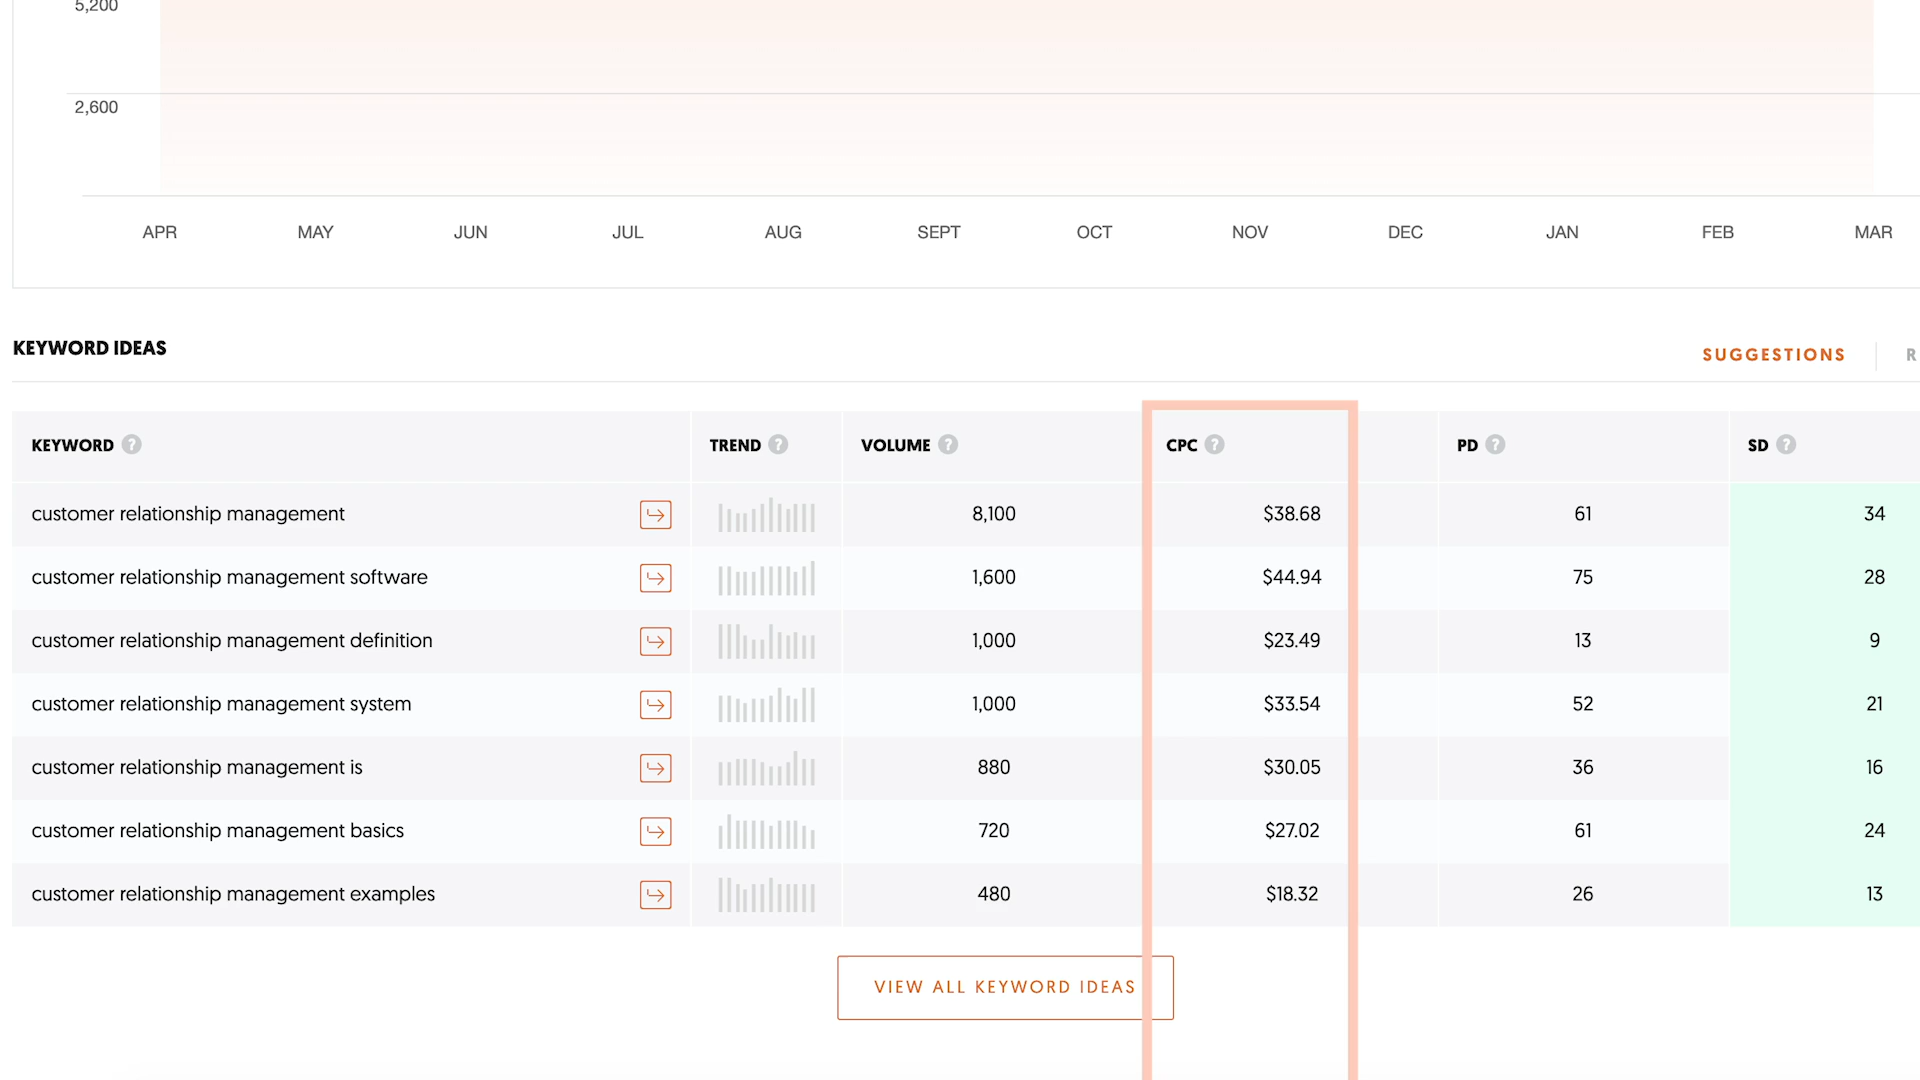 5,200
2,600
APR MAY JUN JUL AUG SEPT OCT NOV DEC JAN FEB MAR
KEYWORD IDEAS
SUGGESTIONS R
KEYWORD ? TREND ? VOLUME ? CPC ? PD ? SD ?
customer relationship management 8,100 $38.68 61 34
customer relationship management software 1,600 $44.94 75 28
customer relationship management definition 1,000 $23.49 13 9
customer relationship management system 1,000 $33.54 52 21
customer relationship management is 880 $30.05 36 16
customer relationship management basics 720 $27.02 61 24
customer relationship management examples 480 $18.32 26 13
VIEW ALL KEYWORD IDEAS